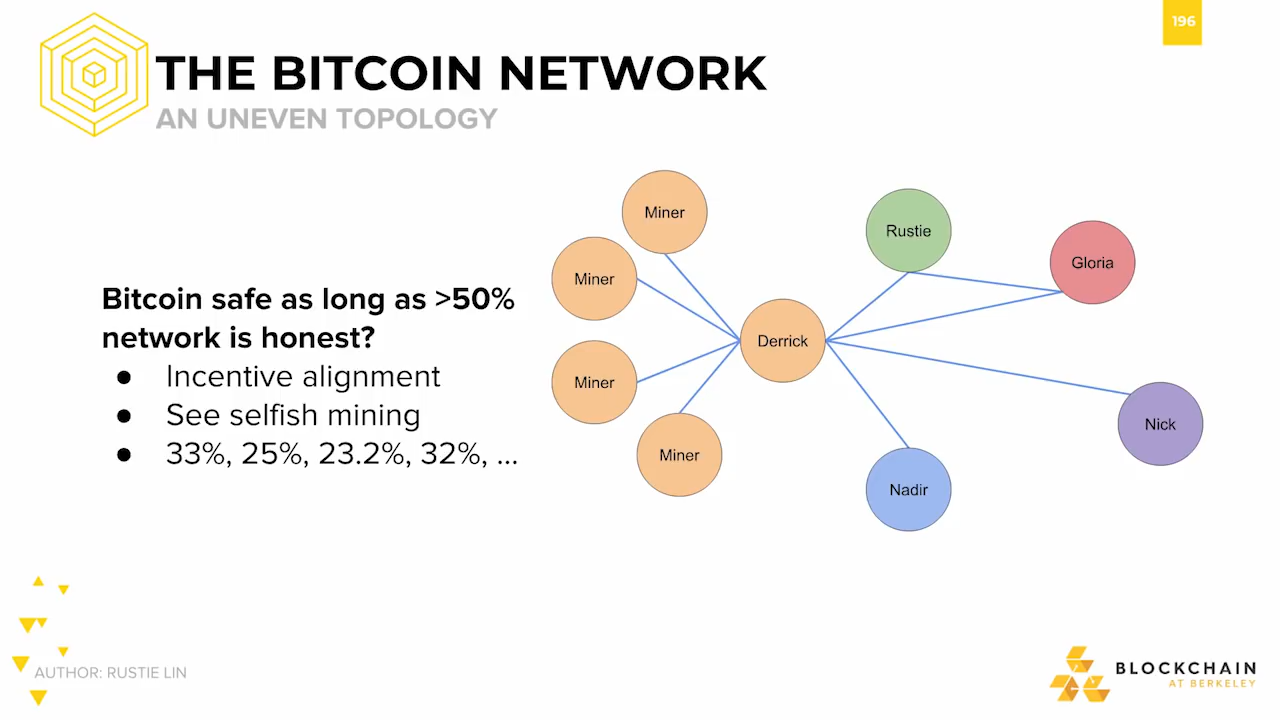 196
THE BITCOIN NETWORK
AN UNEVEN TOPOLOGY
Bitcoin safe as long as >50%
network is honest?
● Incentive alignment
● See selfish mining
● 33%, 25%, 23.2%, 32%, ...
Miner
Miner
Miner
Miner
Derrick
Rustie
Gloria
Nick
Nadir
AUTHOR: RUSTIE LIN
BLOCKCHAIN
AT BERKELEY